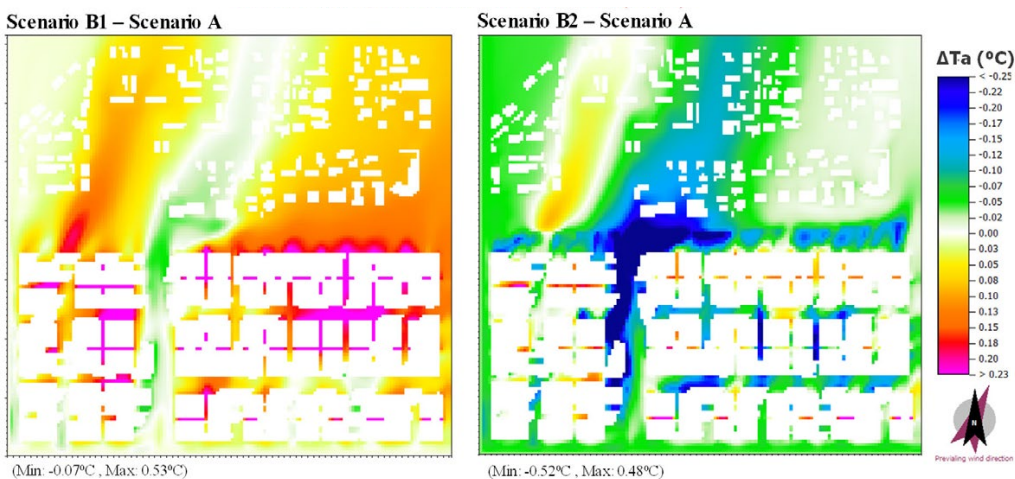 Scenario B1 – Scenario A
Scenario B2 – Scenario A
ΔTa (ºC)
< -0.25
-0.22
-0.20
-0.17
-0.15
-0.12
-0.10
-0.07
-0.05
-0.02
0.00
0.03
0.05
0.08
0.10
0.13
0.15
0.18
0.20
> 0.23
N
Previaling wind direction
(Min: -0.07ºC , Max: 0.53ºC)
(Min: -0.52ºC , Max: 0.48ºC)